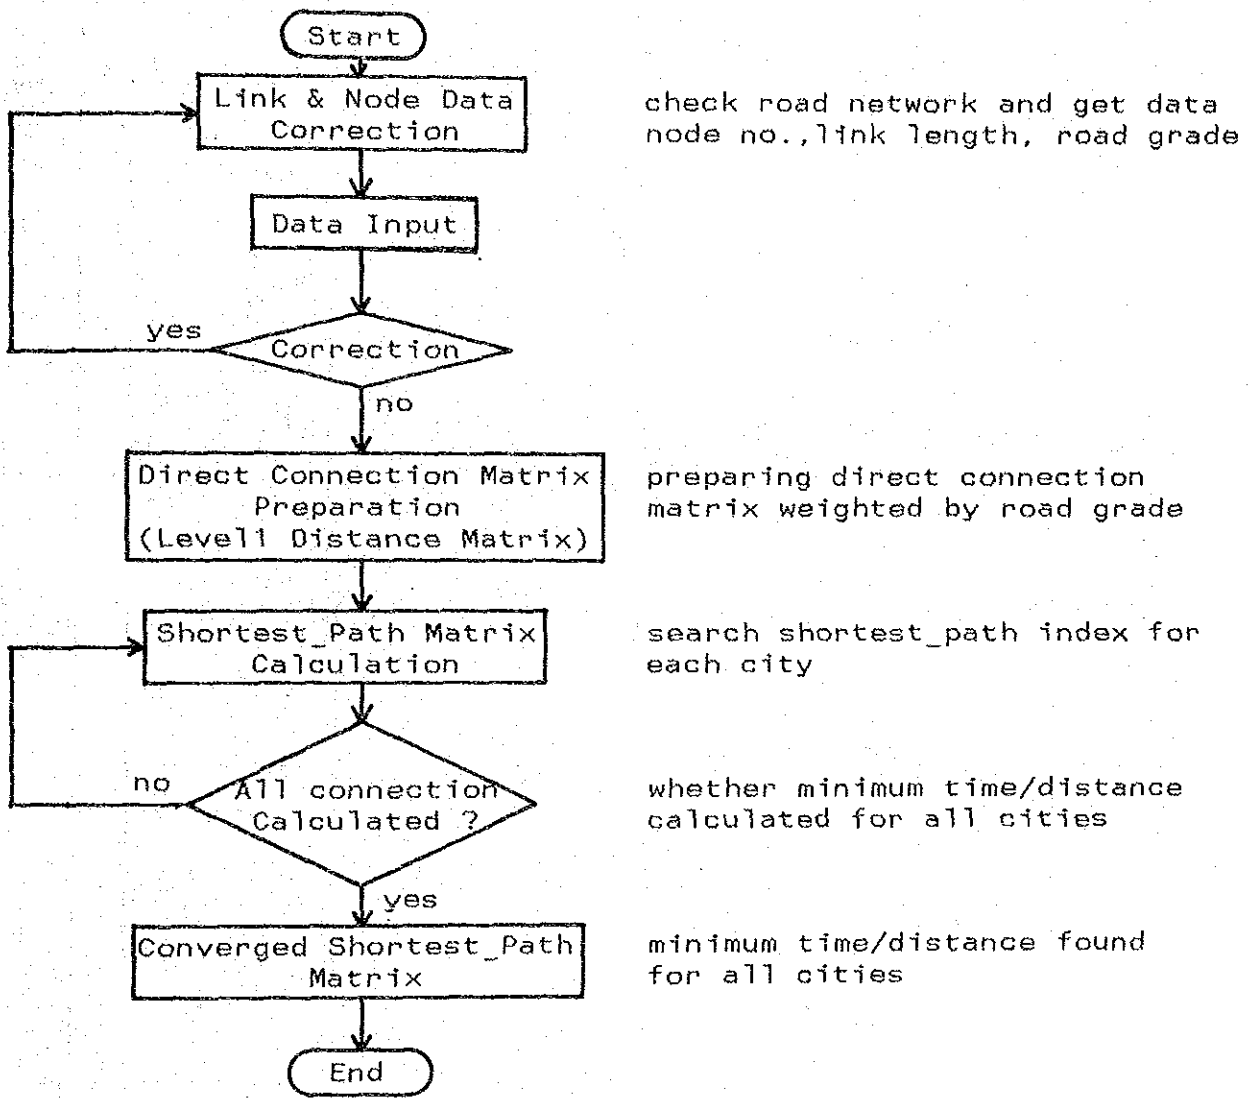 Start
Link & Node Data
Correction
check road network and get data
node no.,link length, road grade
Data Input
yes
Correction
no
Direct Connection Matrix
Preparation
(Level1 Distance Matrix)
preparing direct connection
matrix weighted by road grade
Shortest_Path Matrix
Calculation
search shortest_path index for
each city
no
All connection
Calculated ?
whether minimum time/distance
calculated for all cities
yes
Converged Shortest_Path
Matrix
minimum time/distance found
for all cities
End